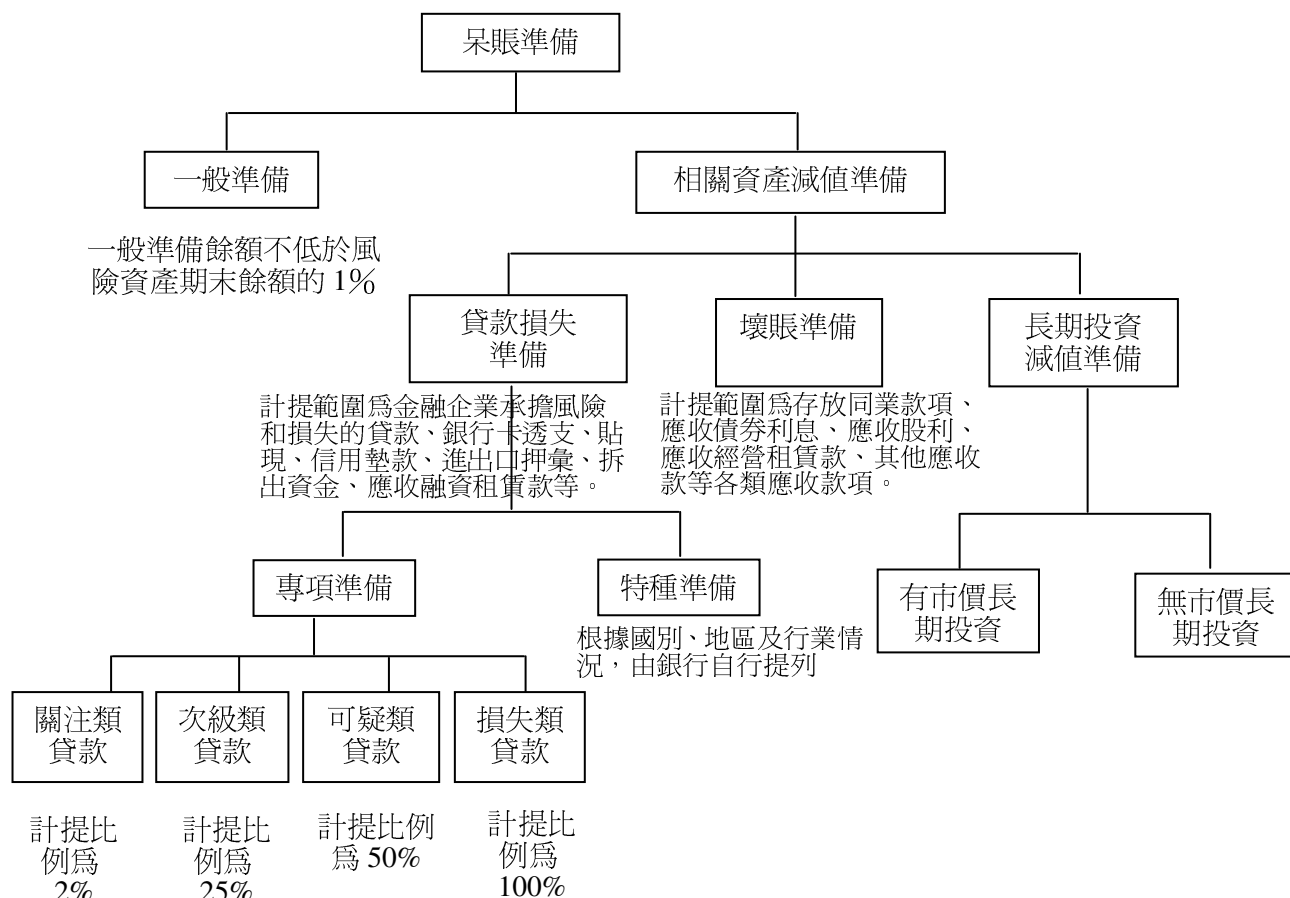 呆賬準備
一般準備
相關資產減值準備
一般準備餘額不低於風
險資產期末餘額的 1%
貸款損失
準備
壞賬準備
長期投資
減值準備
計提範圍爲金融企業承擔風險
和損失的貸款、銀行卡透支、貼
現、信用墊款、進出口押彙、拆
出資金、應收融資租賃款等。
計提範圍爲存放同業款項、
應收債券利息、應收股利、
應收經營租賃款、其他應收
款等各類應收款項。
專項準備
特種準備
有市價長
期投資
無市價長
期投資
根據國別、地區及行業情
況，由銀行自行提列
關注類
貸款
次級類
貸款
可疑類
貸款
損失類
貸款
計提比
例爲
2%
計提比
例爲
25%
計提比例
爲 50%
計提比
例爲
100%